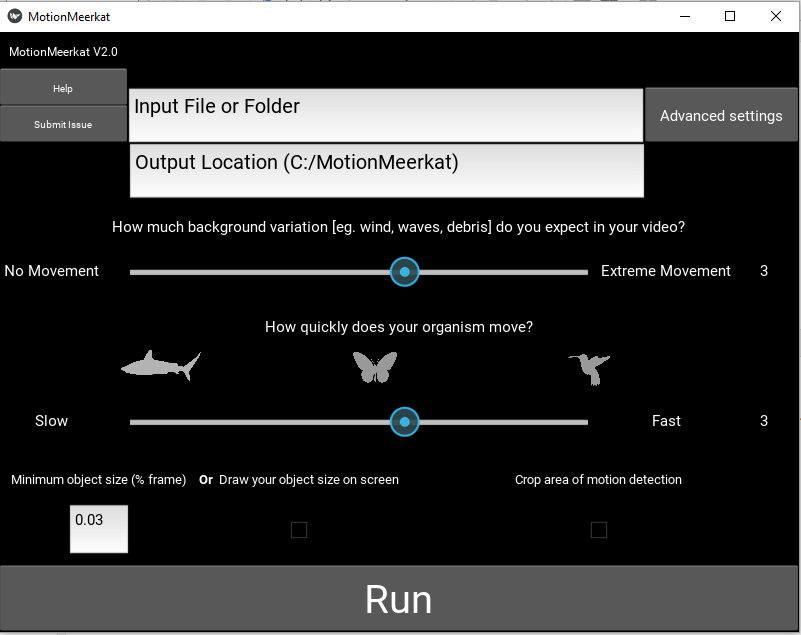 MotionMeerkat
MotionMeerkat V2.0
Help
Submit Issue
Input File or Folder
Advanced settings
Output Location (C:/MotionMeerkat)
How much background variation [eg. wind, waves, debris] do you expect in your video?
No Movement Extreme Movement 3
How quickly does your organism move?
Slow Fast 3
Minimum object size (% frame) Or Draw your object size on screen Crop area of motion detection
0.03
Run